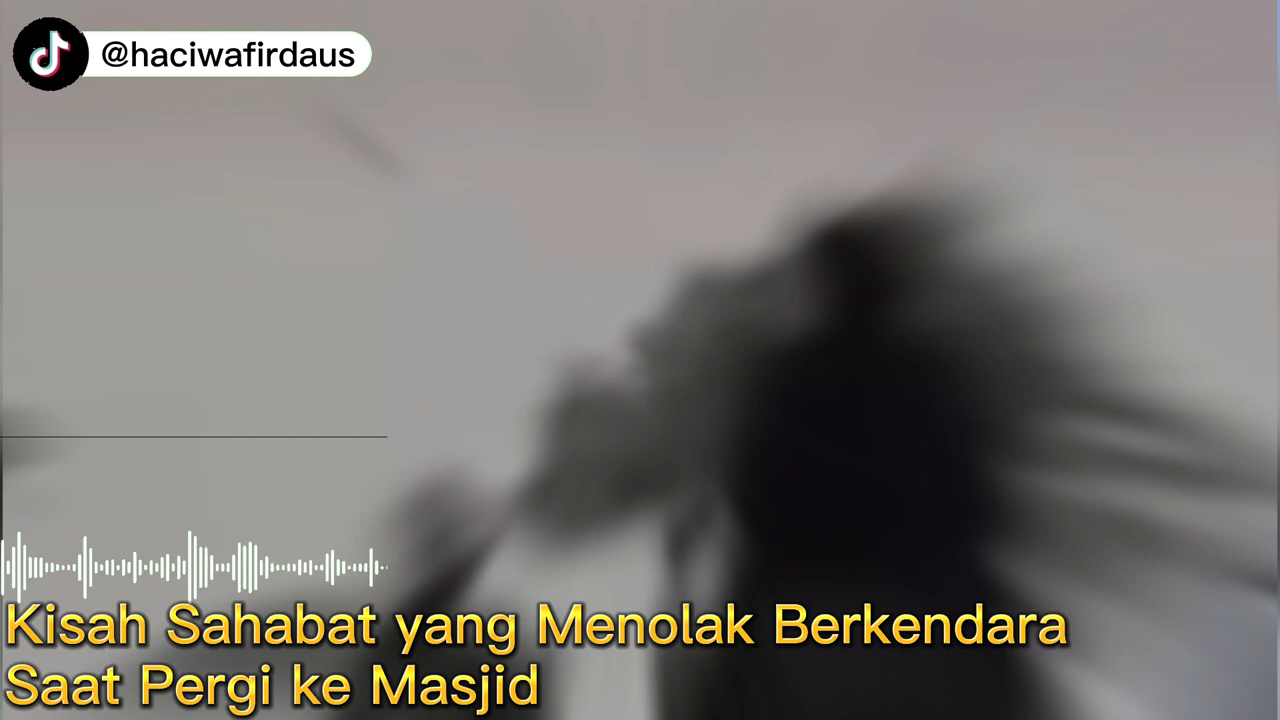 @haciwafirdaus
Kisah Sahabat yang Menolak Berkendara
Saat Pergi ke Masjid